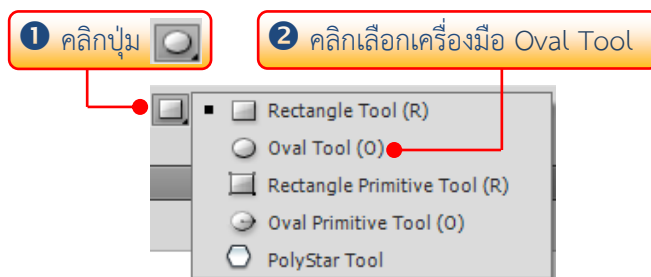 ❶ คลิกปุ่ม
❷ คลิกเลือกเครื่องมือ Oval Tool
Rectangle Tool (R)
Oval Tool (O)
Rectangle Primitive Tool (R)
Oval Primitive Tool (O)
PolyStar Tool